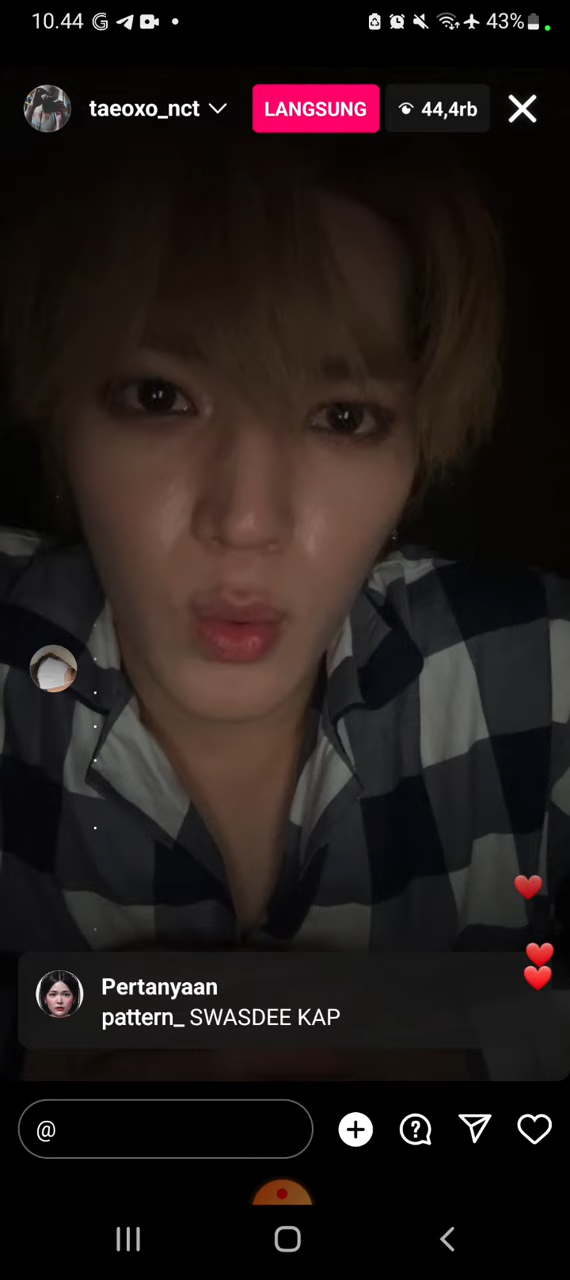 10.44 43%
taeoxo_nct LANGSUNG 44,4rb
Pertanyaan
pattern_ SWASDEE KAP
@